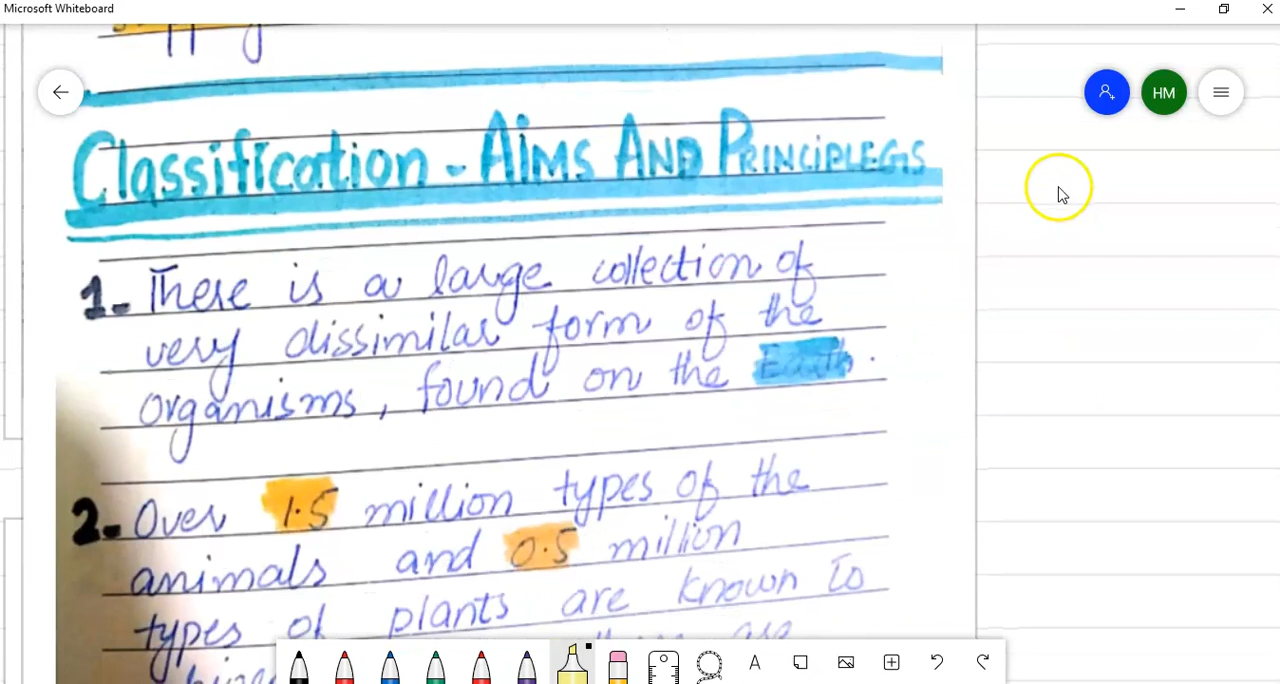 Microsoft Whiteboard
HM
Classification - AIMS AND PRINCIPLEGS
1- There is a large collection of
very dissimilar form of the
organisms, found on the Earth.
2- Over 1.5 million types of the
animals and 0.5 million
types of plants are known to
A